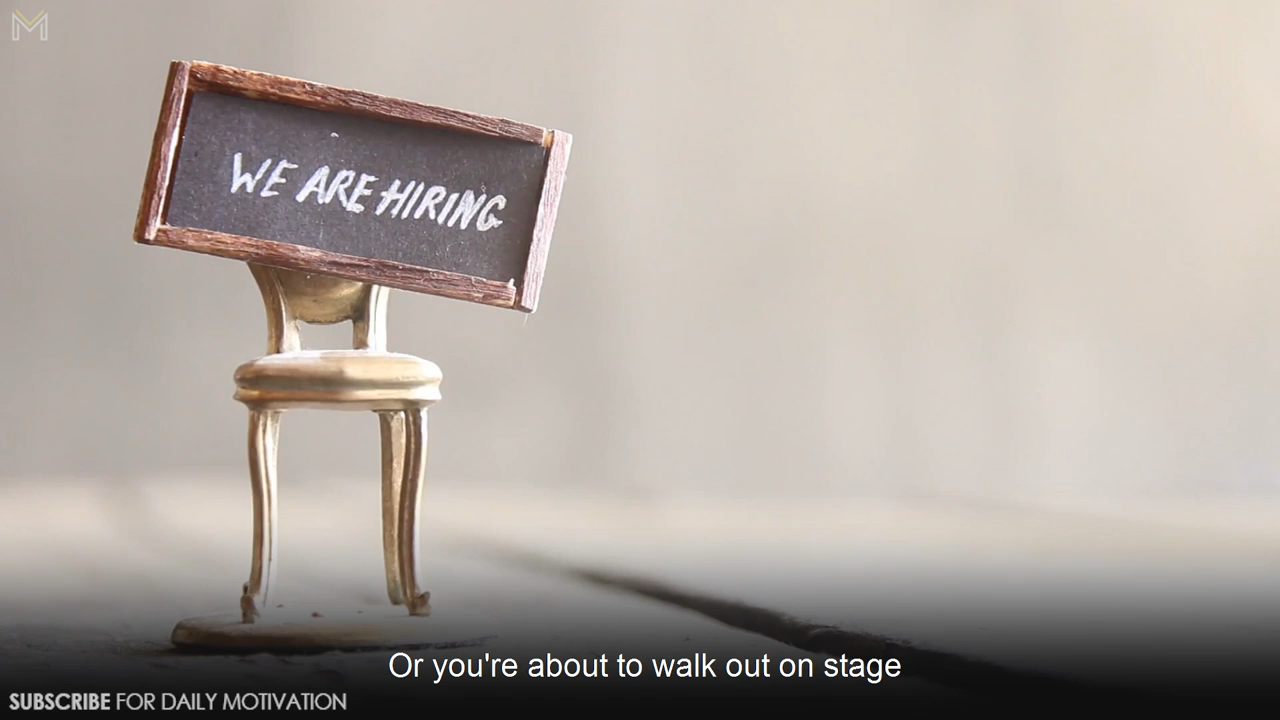 M
WE ARE HIRING
Or you're about to walk out on stage
SUBSCRIBE FOR DAILY MOTIVATION